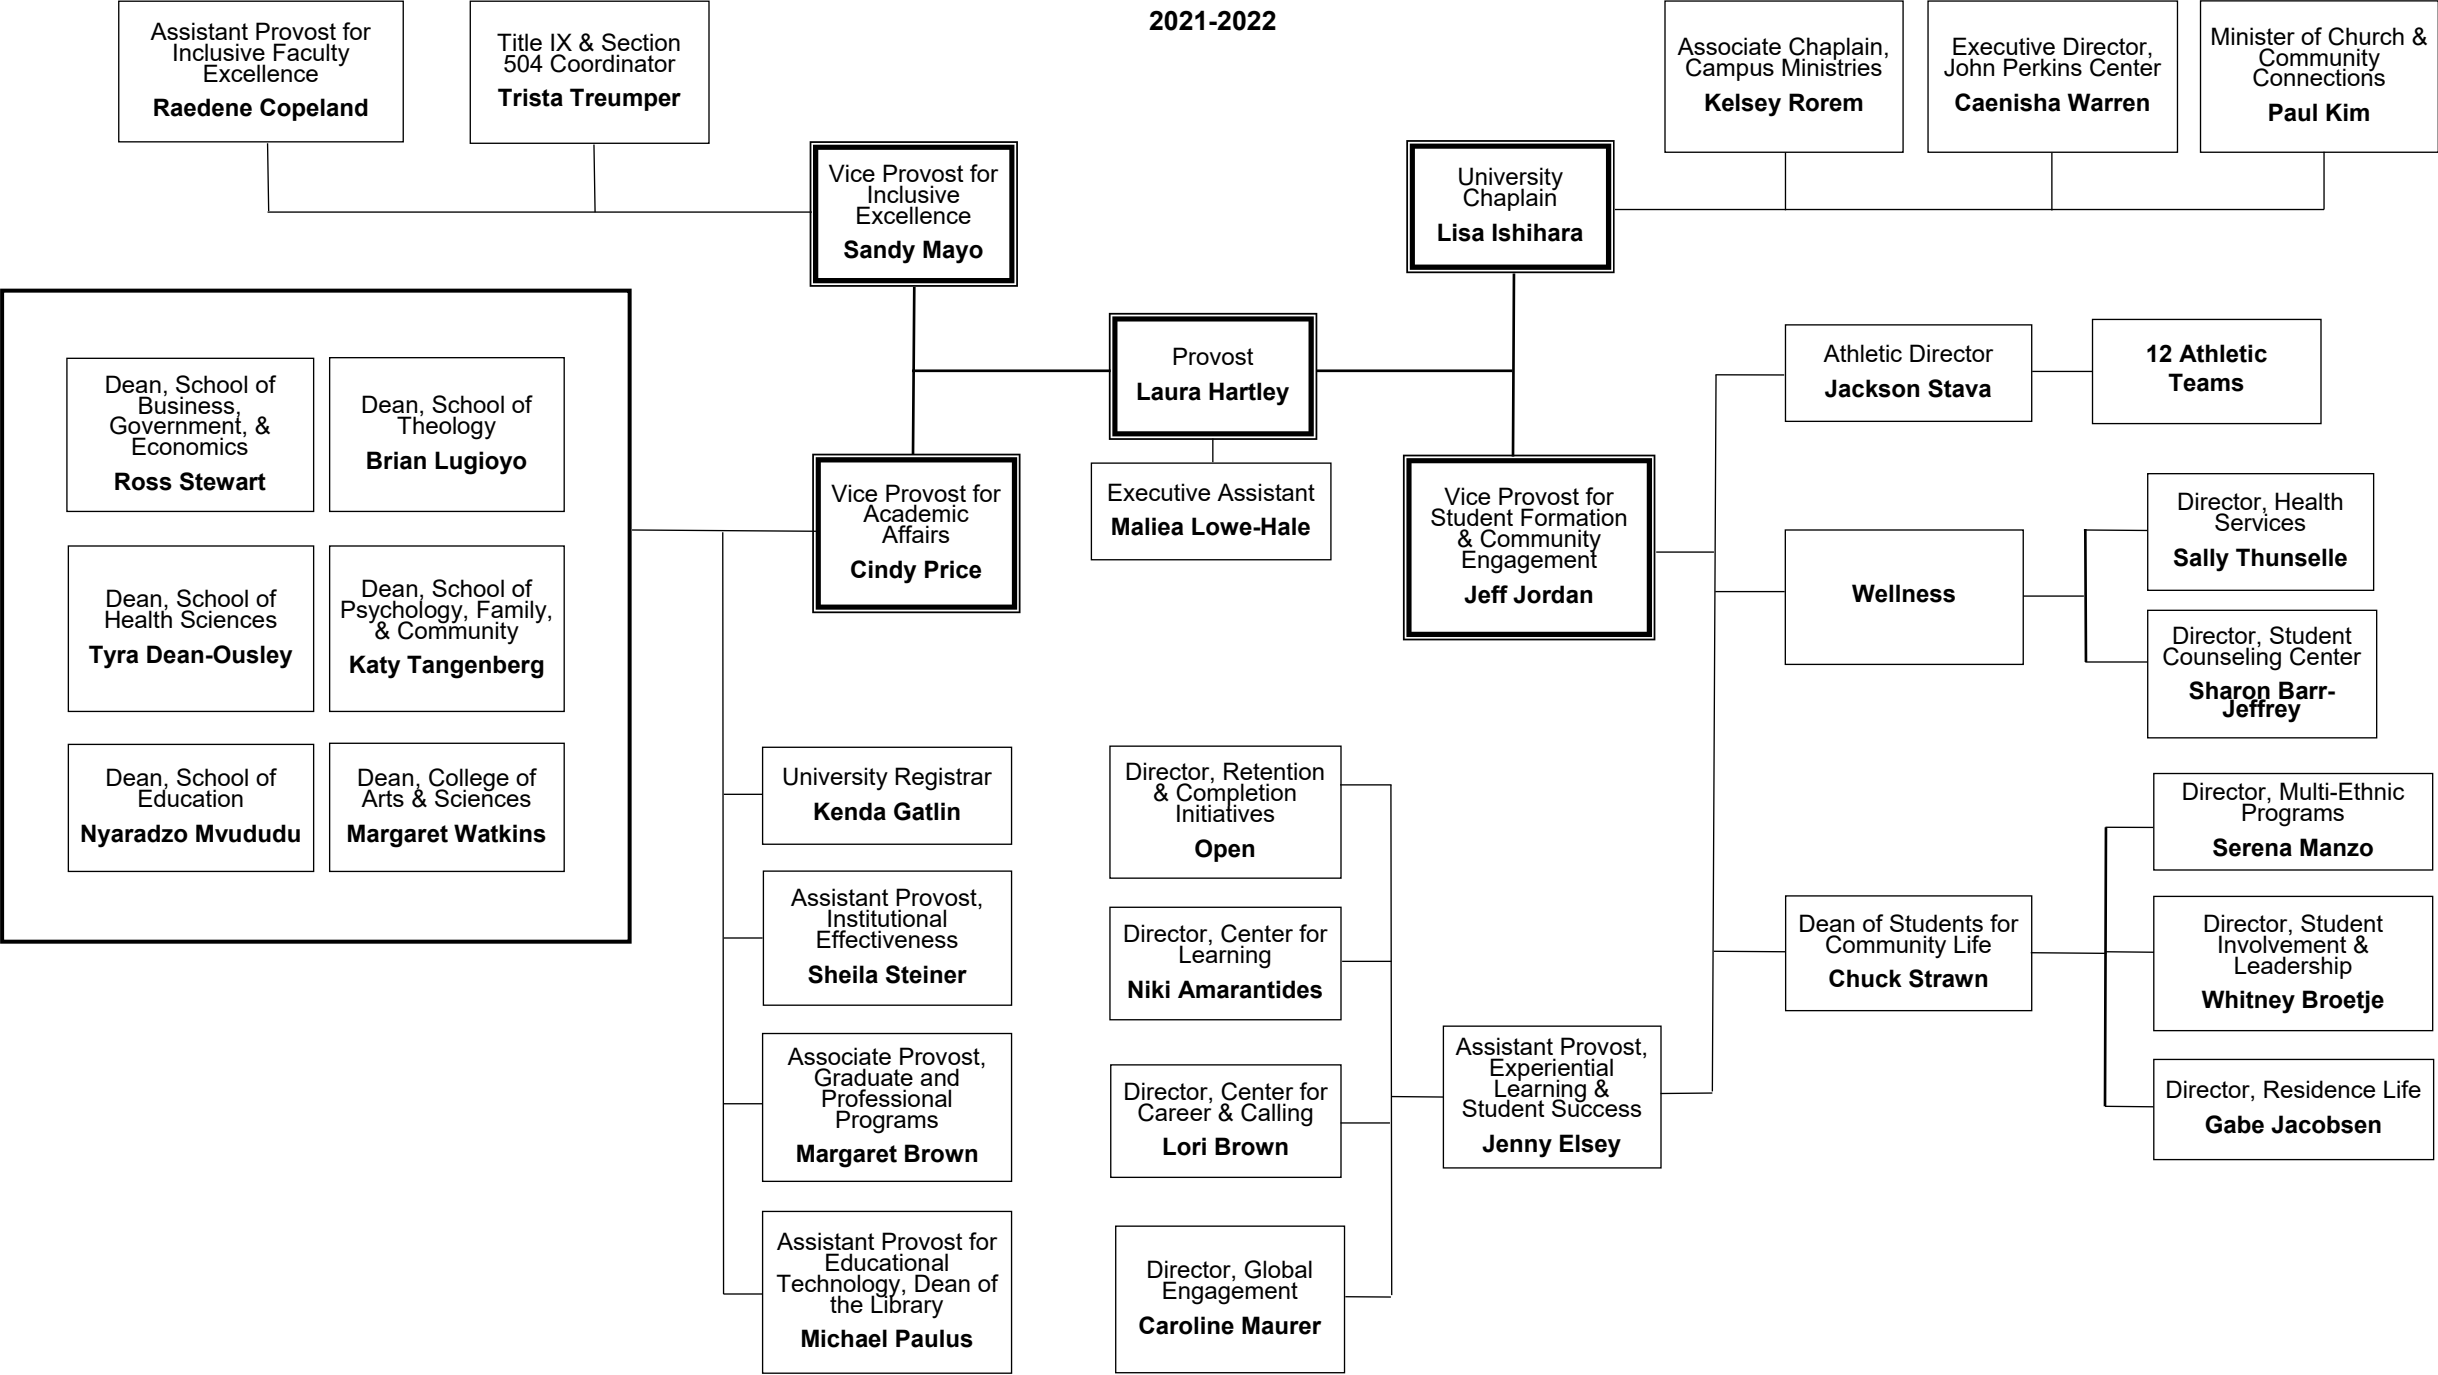 2021-2022
Assistant Provost for
Inclusive Faculty
Excellence
Raedene Copeland
Title IX & Section
504 Coordinator
Trista Treumper
Associate Chaplain,
Campus Ministries
Kelsey Rorem
Executive Director,
John Perkins Center
Caenisha Warren
Minister of Church &
Community
Connections
Paul Kim
Vice Provost for
Inclusive
Excellence
Sandy Mayo
University
Chaplain
Lisa Ishihara
Provost
Laura Hartley
Executive Assistant
Maliea Lowe-Hale
Vice Provost for
Academic
Affairs
Cindy Price
Vice Provost for
Student Formation
& Community
Engagement
Jeff Jordan
Dean, School of
Business,
Government, &
Economics
Ross Stewart
Dean, School of
Theology
Brian Lugioyo
Dean, School of
Health Sciences
Tyra Dean-Ousley
Dean, School of
Psychology, Family,
& Community
Katy Tangenberg
Dean, School of
Education
Nyaradzo Mvududu
Dean, College of
Arts & Sciences
Margaret Watkins
University Registrar
Kenda Gatlin
Assistant Provost,
Institutional
Effectiveness
Sheila Steiner
Associate Provost,
Graduate and
Professional
Programs
Margaret Brown
Assistant Provost for
Educational
Technology, Dean of
the Library
Michael Paulus
Director, Retention
& Completion
Initiatives
Open
Director, Center for
Learning
Niki Amarantides
Director, Center for
Career & Calling
Lori Brown
Director, Global
Engagement
Caroline Maurer
Assistant Provost,
Experiential
Learning &
Student Success
Jenny Elsey
Athletic Director
Jackson Stava
12 Athletic
Teams
Wellness
Director, Health
Services
Sally Thunselle
Director, Student
Counseling Center
Sharon Barr-
Jeffrey
Dean of Students for
Community Life
Chuck Strawn
Director, Multi-Ethnic
Programs
Serena Manzo
Director, Student
Involvement &
Leadership
Whitney Broetje
Director, Residence Life
Gabe Jacobsen